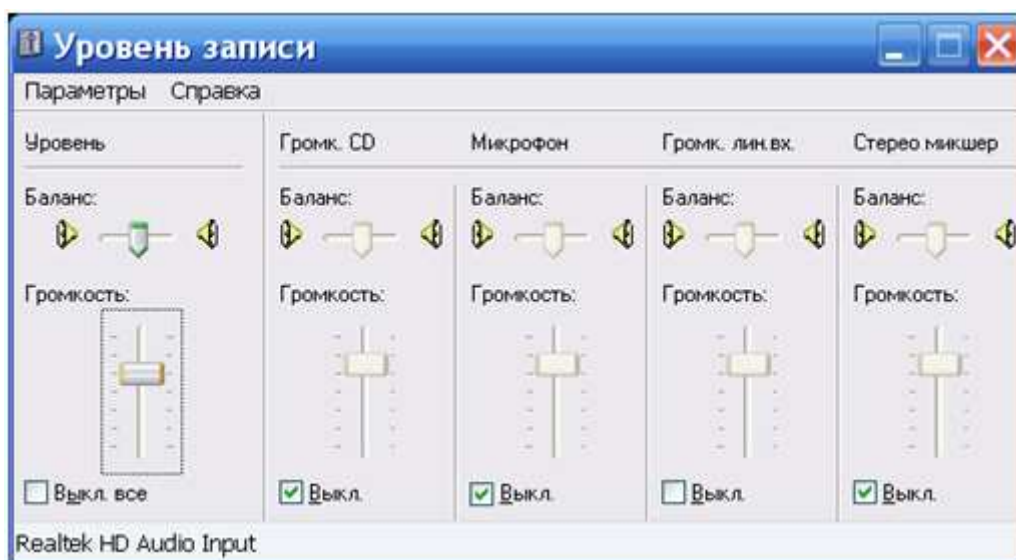 Уровень записи
Параметры Справка
Уровень Громк. CD Микрофон Громк. лин.вх. Стерео микшер
Баланс: Баланс: Баланс: Баланс: Баланс:
Громкость: Громкость: Громкость: Громкость: Громкость:
Выкл. все Выкл. Выкл. Выкл. Выкл.
Realtek HD Audio Input